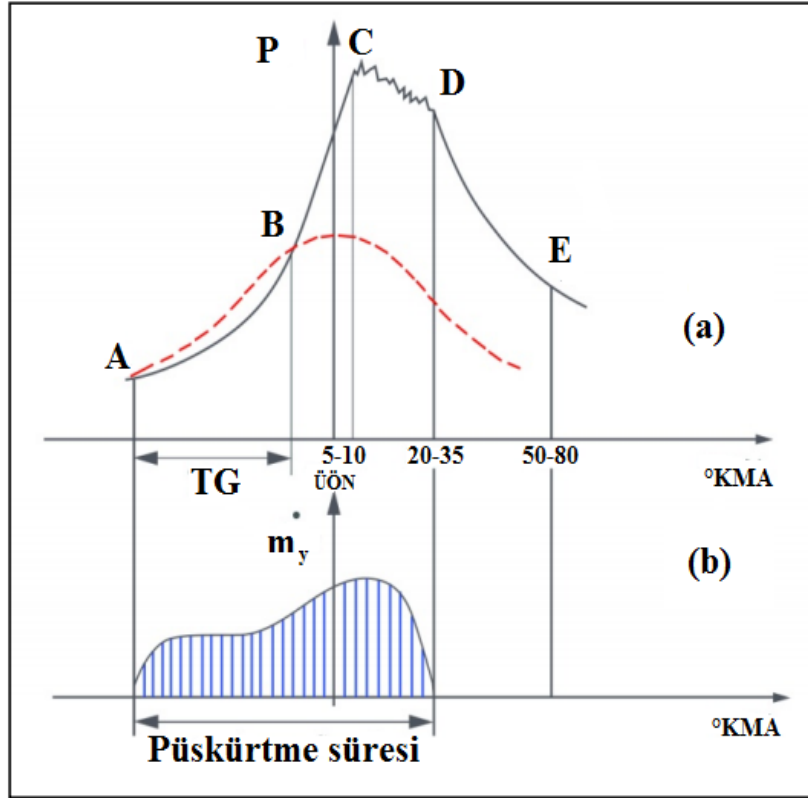 P
C
D
B
E
A
(a)
5-10
20-35
50-80
TG
ÜÖN
°KMA
ṁy
(b)
°KMA
Püskürtme süresi